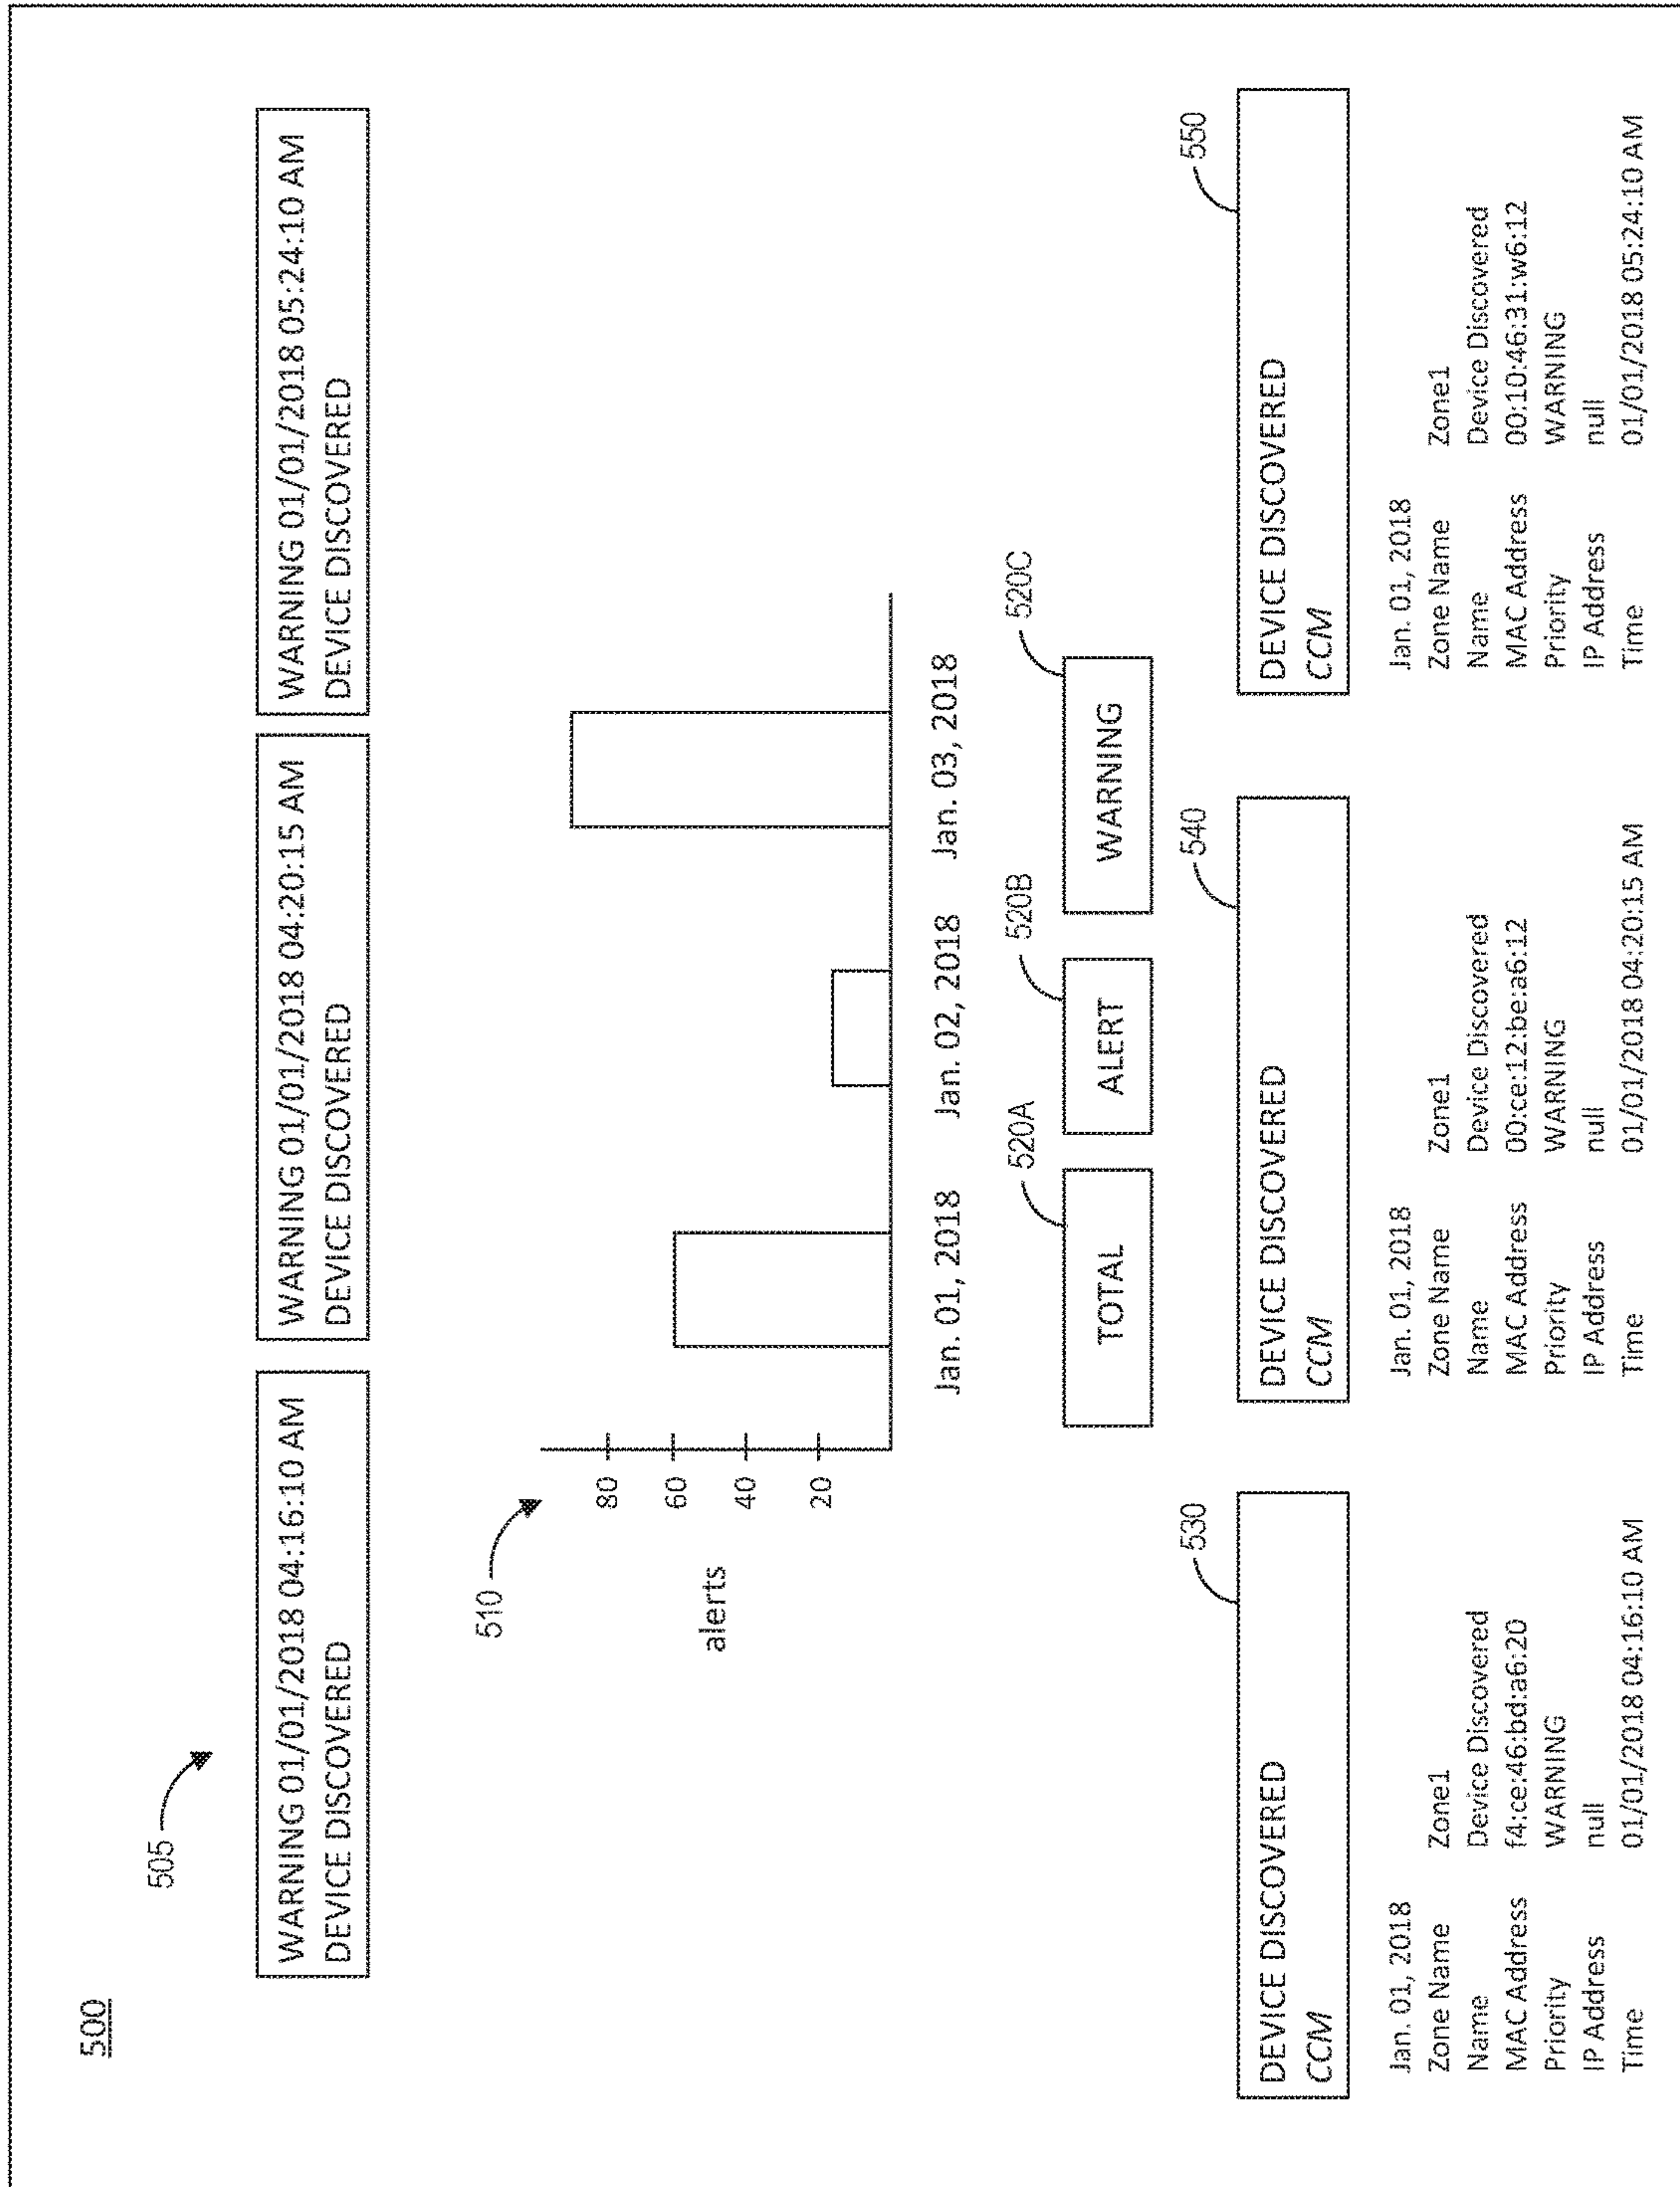 500
505
WARNING 01/01/2018 04:16:10 AM
DEVICE DISCOVERED
WARNING 01/01/2018 04:20:15 AM
DEVICE DISCOVERED
WARNING 01/01/2018 05:24:10 AM
DEVICE DISCOVERED
510
alerts
80
60
40
20
Jan. 01, 2018
Jan. 02, 2018
Jan. 03, 2018
520A
TOTAL
520B
ALERT
520C
WARNING
530
DEVICE DISCOVERED
CCM
Jan. 01, 2018
Zone Name Zone1
Name Device Discovered
MAC Address f4:ce:46:bd:a6:20
Priority WARNING
IP Address null
Time 01/01/2018 04:16:10 AM
540
DEVICE DISCOVERED
CCM
Jan. 01, 2018
Zone Name Zone1
Name Device Discovered
MAC Address 00:ce:12:be:a6:12
Priority WARNING
IP Address null
Time 01/01/2018 04:20:15 AM
550
DEVICE DISCOVERED
CCM
Jan. 01, 2018
Zone Name Zone1
Name Device Discovered
MAC Address 00:10:46:31:w6:12
Priority WARNING
IP Address null
Time 01/01/2018 05:24:10 AM